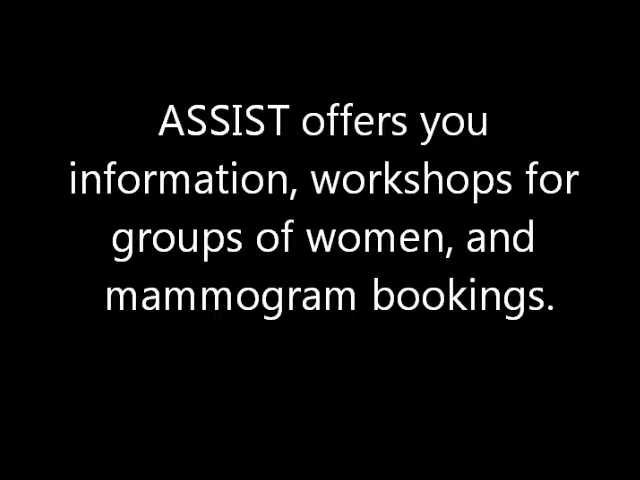 ASSIST offers you
information, workshops for
groups of women, and
mammogram bookings.